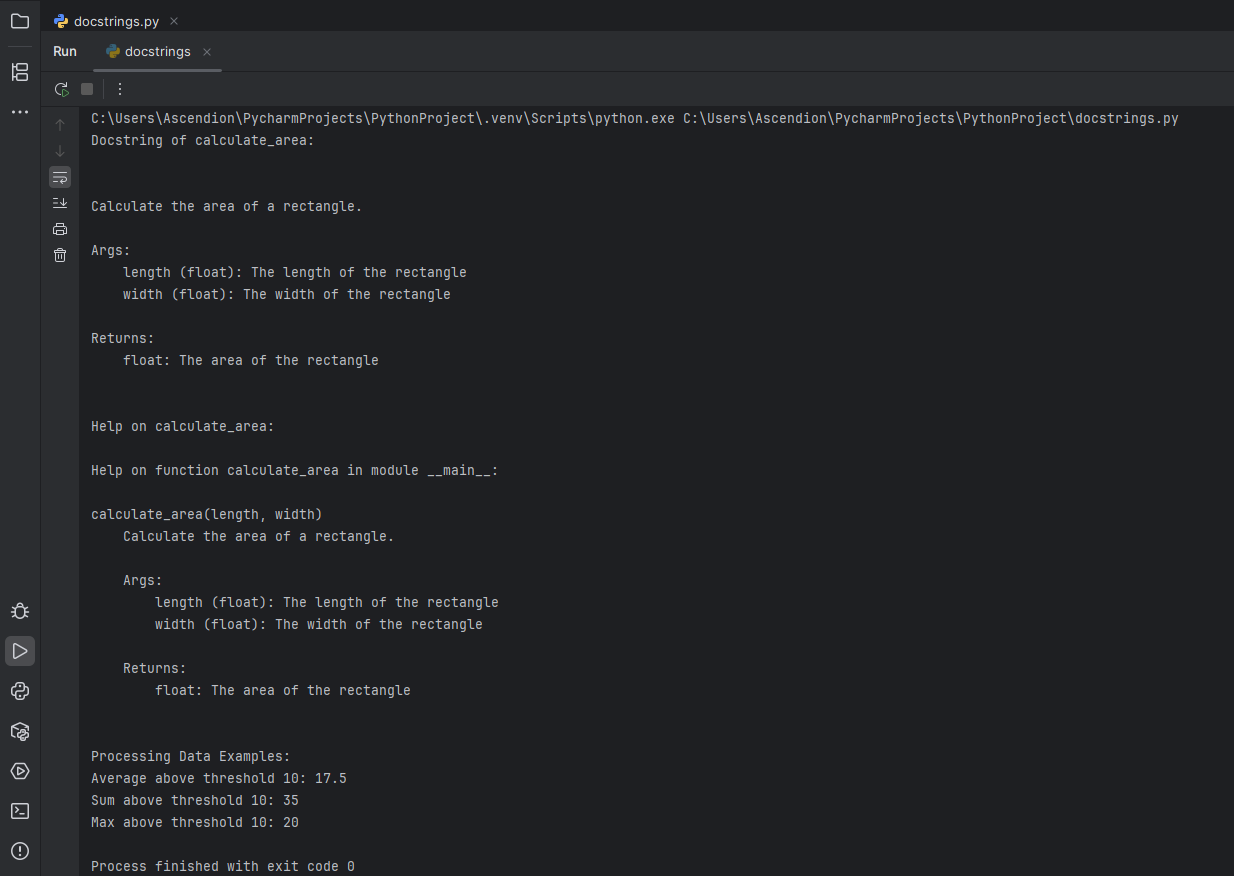 docstrings.py
Run docstrings
C:\Users\Ascendion\PycharmProjects\PythonProject\.venv\Scripts\python.exe C:\Users\Ascendion\PycharmProjects\PythonProject\docstrings.py
Docstring of calculate_area:
Calculate the area of a rectangle.
Args:
length (float): The length of the rectangle
width (float): The width of the rectangle
Returns:
float: The area of the rectangle
Help on calculate_area:
Help on function calculate_area in module __main__:
calculate_area(length, width)
Calculate the area of a rectangle.
Args:
length (float): The length of the rectangle
width (float): The width of the rectangle
Returns:
float: The area of the rectangle
Processing Data Examples:
Average above threshold 10: 17.5
Sum above threshold 10: 35
Max above threshold 10: 20
Process finished with exit code 0